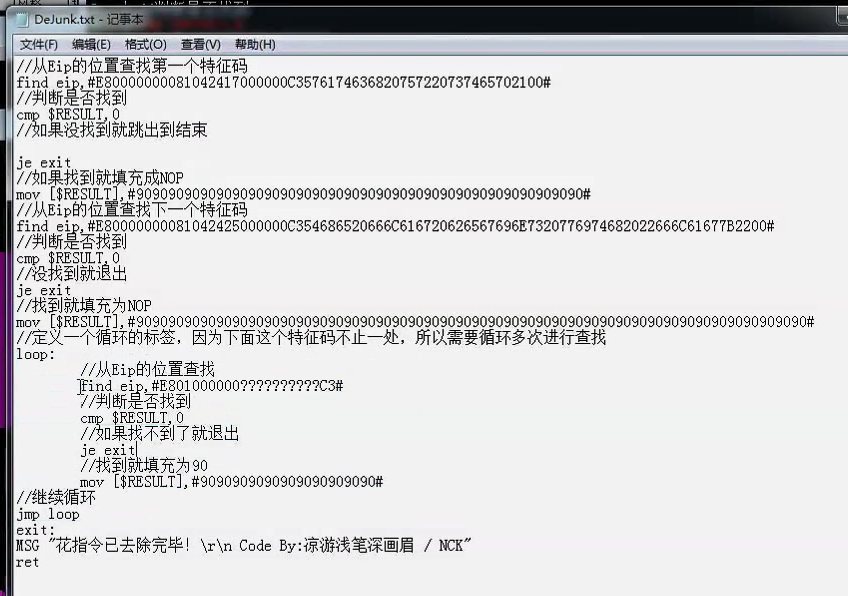 DeJunk.txt - 记事本
文件(F) 编辑(E) 格式(O) 查看(V) 帮助(H)
//从Eip的位置查找第一个特征码
find eip,#E80000000081042417000000C3576174636820757220737465702100#
//判断是否找到
cmp $RESULT,0
//如果没找到就跳出到结束
je exit
//如果找到就填充成NOP
mov [$RESULT],#90909090909090909090909090909090909090909090909090909090#
//从Eip的位置查找下一个特征码
find eip,#E80000000081042425000000C354686520666C616720626567696E7320776974682022666C61677B2200#
//判断是否找到
cmp $RESULT,0
//没找到就退出
je exit
//找到就填充为NOP
mov [$RESULT],#909090909090909090909090909090909090909090909090909090909090909090909090909090909090#
//定义一个循环的标签，因为下面这个特征码不止一处，所以需要循环多次进行查找
loop:
//从Eip的位置查找
find eip,#E801000000??????????C3#
//判断是否找到
cmp $RESULT,0
//如果找不到了就退出
je exit
//找到就填充为90
mov [$RESULT],#9090909090909090909090#
//继续循环
jmp loop
exit:
MSG "花指令已去除完毕！\r\n Code By:凉游浅笔深画眉 / NCK"
ret